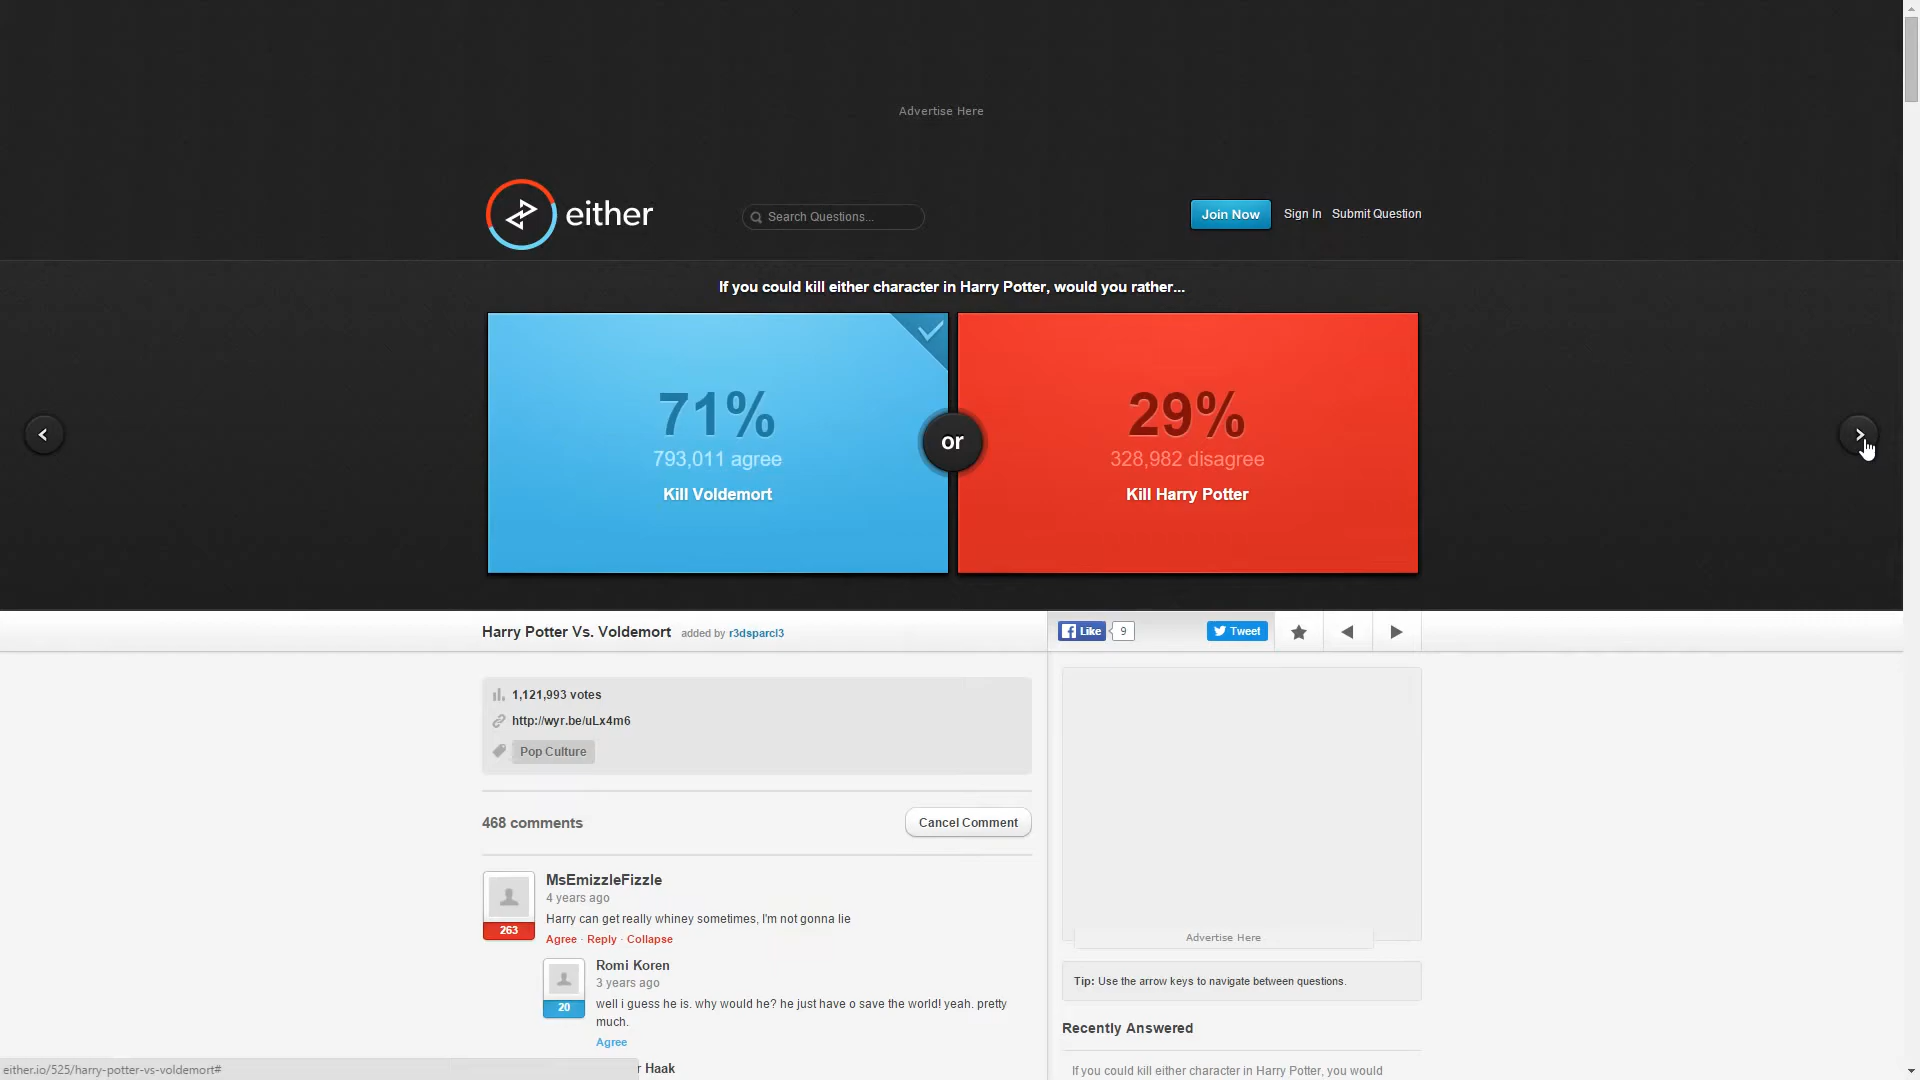 Advertise Here
either
Search Questions...
Join Now
Sign In
Submit Question
If you could kill either character in Harry Potter, would you rather...
71%
793,011 agree
Kill Voldemort
or
29%
328,982 disagree
Kill Harry Potter
Harry Potter Vs. Voldemort added by r3dsparcl3
Like 9
Tweet
1,121,993 votes
http://wyr.be/uLx4m6
Pop Culture
468 comments
Cancel Comment
MsEmizzleFizzle
4 years ago
Harry can get really whiney sometimes, I'm not gonna lie
263
Agree · Reply · Collapse
Romi Koren
3 years ago
well i guess he is. why would he? he just have o save the world! yeah. pretty
much.
20
Agree
r Haak
Advertise Here
Tip: Use the arrow keys to navigate between questions.
Recently Answered
If you could kill either character in Harry Potter, you would
either.io/525/harry-potter-vs-voldemort#